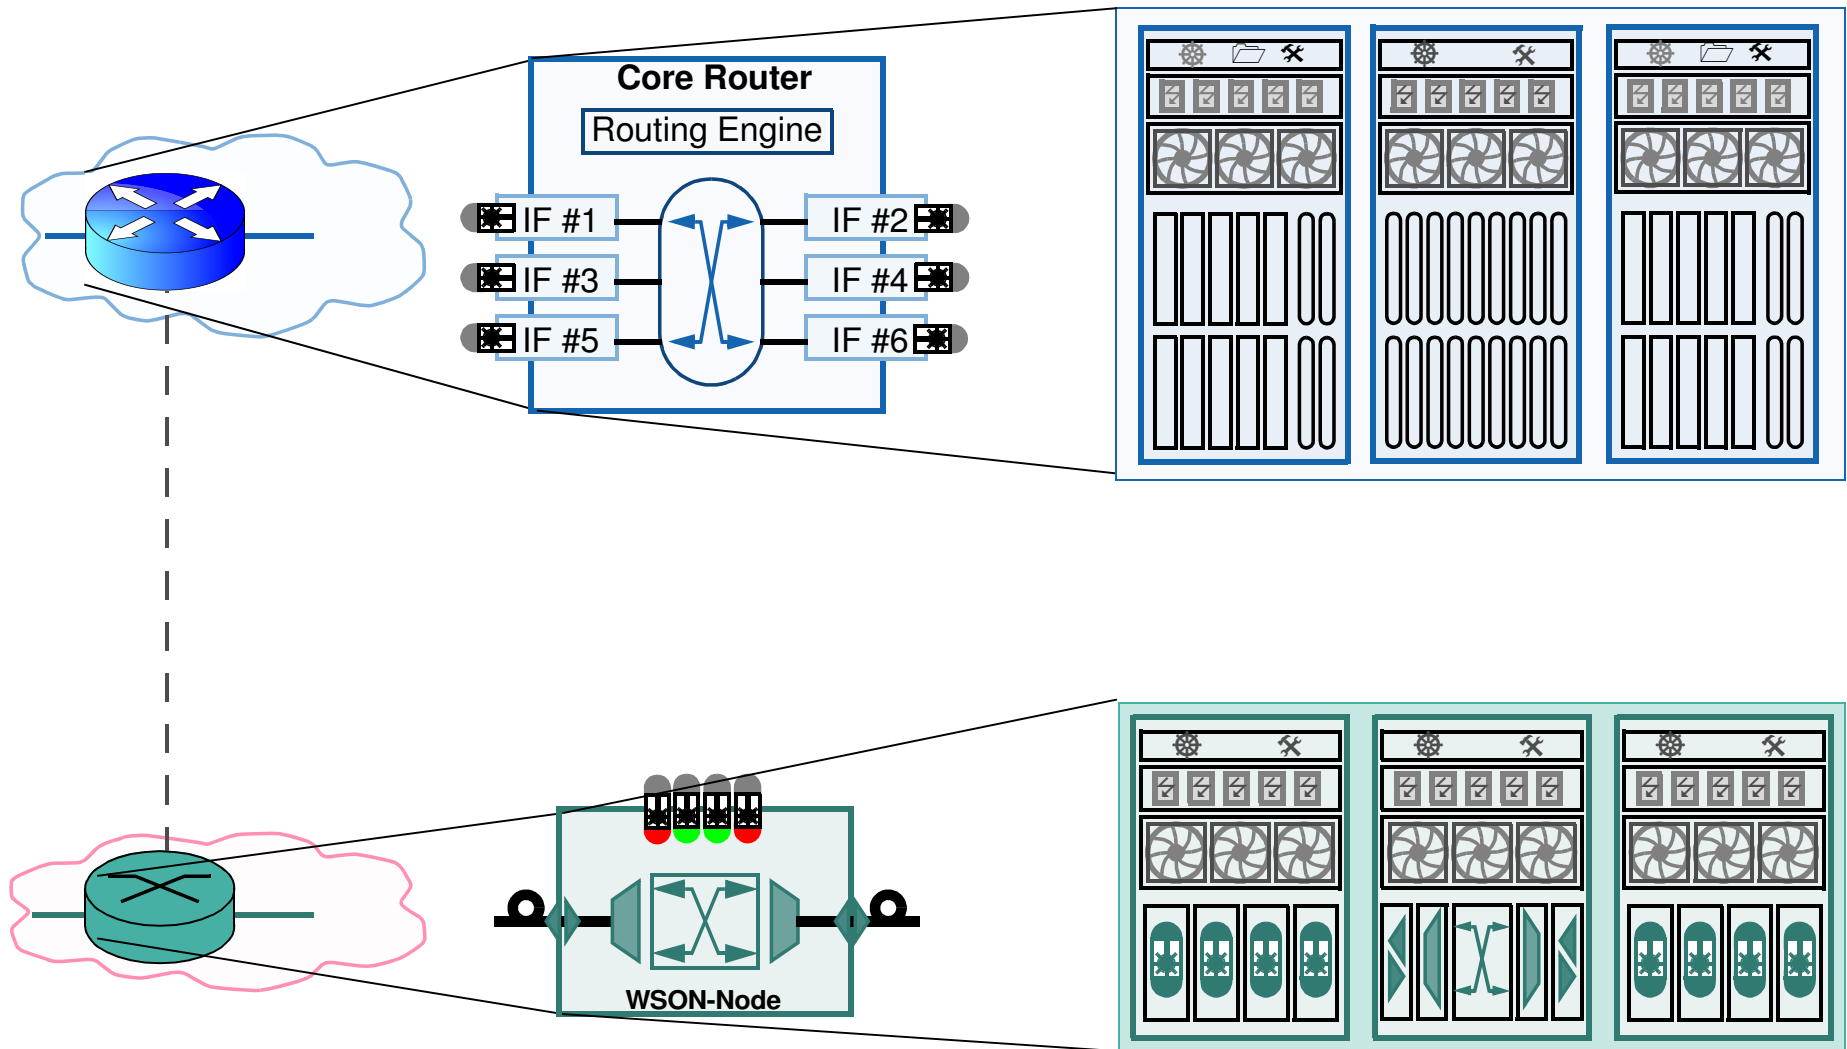 Core Router
Routing Engine
IF #1
IF #2
IF #3
IF #4
IF #5
IF #6
WSON-Node